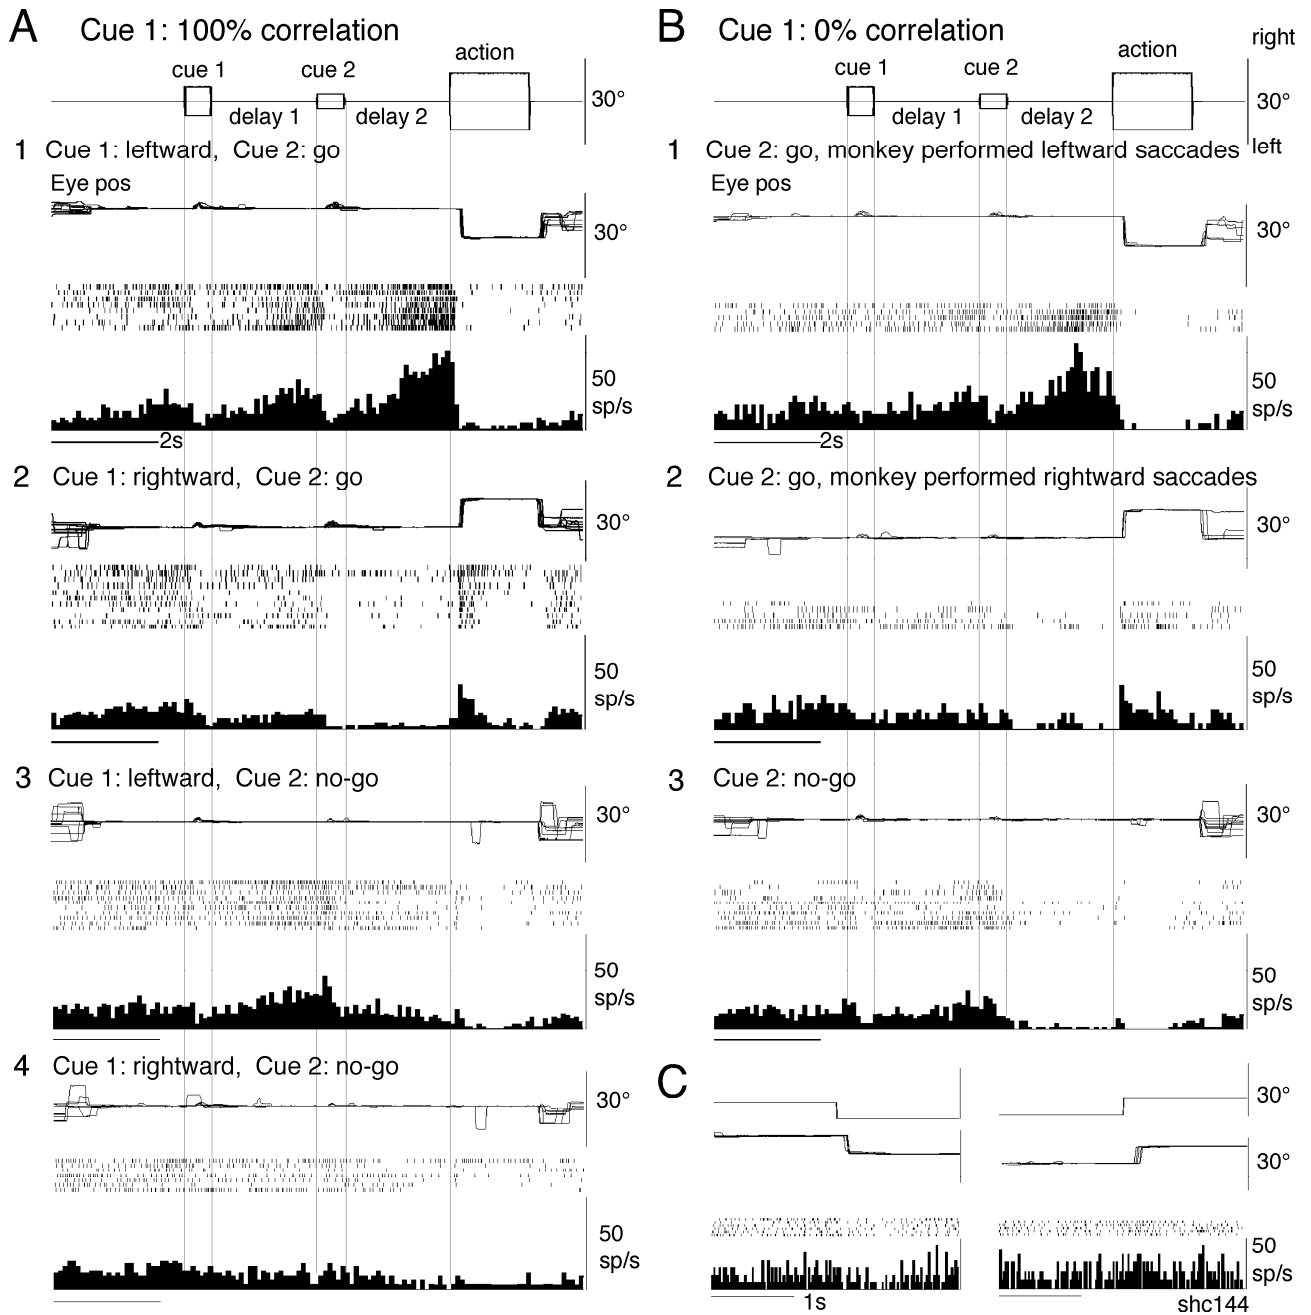 A Cue 1: 100% correlation
action
cue 1 cue 2
30°
delay 1 delay 2
1 Cue 1: leftward, Cue 2: go
Eye pos
30°
50
sp/s
2s
2 Cue 1: rightward, Cue 2: go
30°
50
sp/s
3 Cue 1: leftward, Cue 2: no-go
30°
50
sp/s
4 Cue 1: rightward, Cue 2: no-go
30°
50
sp/s
B Cue 1: 0% correlation
right
action
cue 1 cue 2
30°
delay 1 delay 2
left
1 Cue 2: go, monkey performed leftward saccades
Eye pos
30°
50
sp/s
2s
2 Cue 2: go, monkey performed rightward saccades
30°
50
sp/s
3 Cue 2: no-go
30°
50
sp/s
C
30°
30°
50
sp/s
1s
shc144